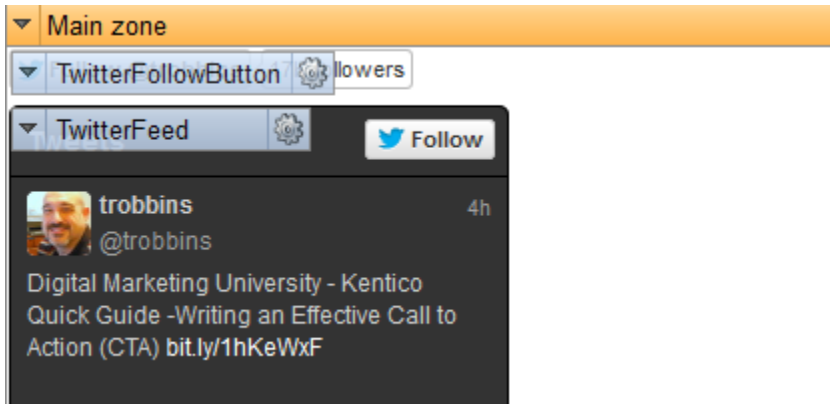 Main zone
TwitterFollowButton llowers
TwitterFeed
Tweets
Follow
trobbins 4h
@trobbins
Digital Marketing University - Kentico
Quick Guide -Writing an Effective Call to
Action (CTA) bit.ly/1hKeWxF